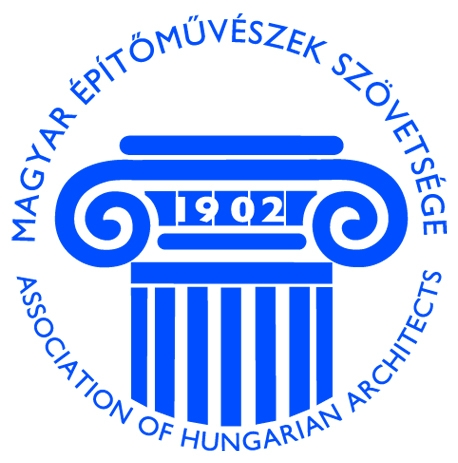 MAGYAR ÉPÍTŐMŰVÉSZEK SZÖVETSÉGE
1902
ASSOCIATION OF HUNGARIAN ARCHITECTS